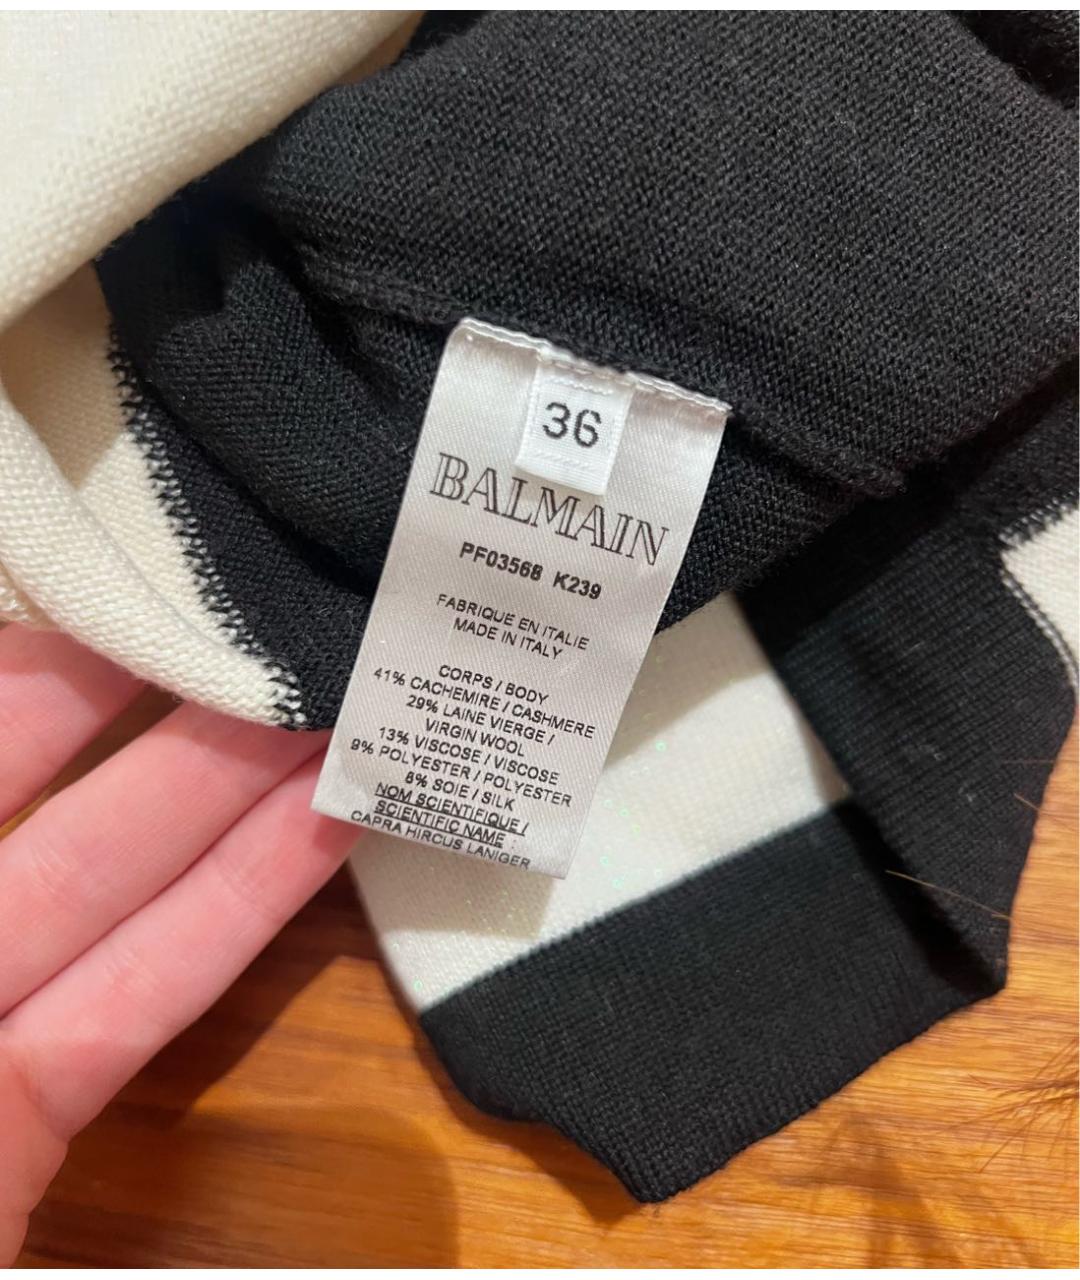 36
BALMAIN
PF03568 K239
FABRIQUE EN ITALIE
MADE IN ITALY
CORPS / BODY
41% CACHEMIRE / CASHMERE
29% LAINE VIERGE /
VIRGIN WOOL
13% VISCOSE / VISCOSE
9% POLYESTER / POLYESTER
8% SOIE / SILK
NOM SCIENTIFIQUE /
SCIENTIFIC NAME :
CAPRA HIRCUS LANIGER